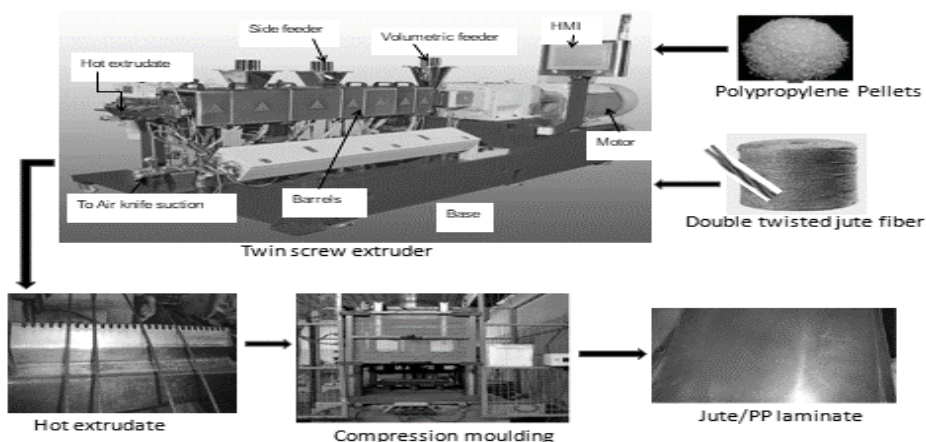 HMI
Side feeder
Volumetric feeder
Hot extrudate
Polypropylene Pellets
Motor
To Air knife suction
Barrels
Base
Double twisted jute fiber
Twin screw extruder
Hot extrudate
Compression moulding
Jute/PP laminate